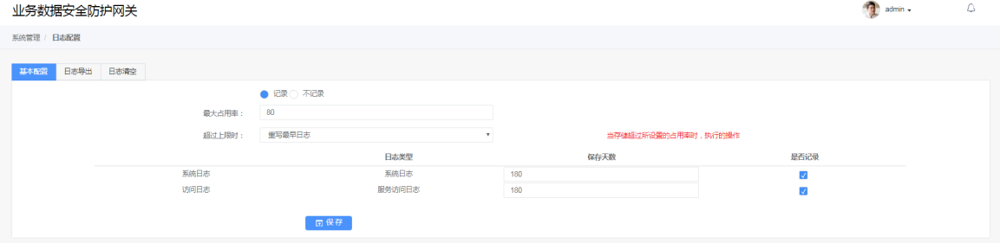 业务数据安全防护网关
admin
系统管理 / 日志配置
基本配置 日志导出 日志清空
记录 不记录
最大占用率： 80
超过上限时： 重写最早日志 当存储超过所设置的占用率时，执行的操作
日志类型 保存天数 是否记录
系统日志 系统日志 180
访问日志 服务访问日志 180
保存